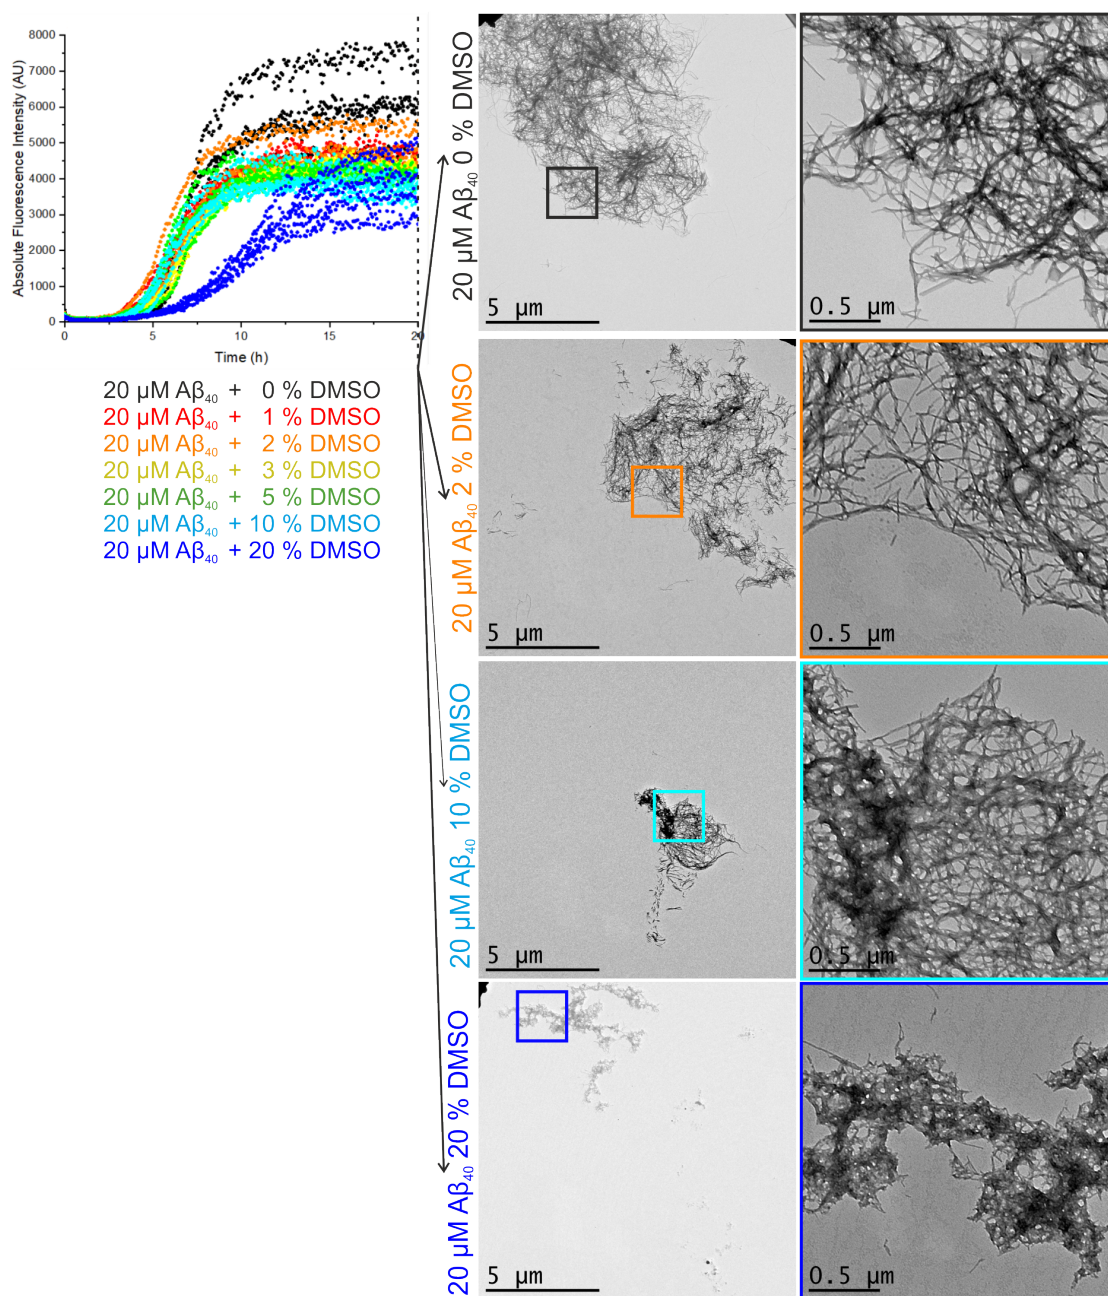 Absolute Fluorescence Intensity (AU)
8000
7000
6000
5000
4000
3000
2000
1000
0
0 5 10 15 20
Time (h)
20 µM Aβ₄₀ + 0 % DMSO
20 µM Aβ₄₀ + 1 % DMSO
20 µM Aβ₄₀ + 2 % DMSO
20 µM Aβ₄₀ + 3 % DMSO
20 µM Aβ₄₀ + 5 % DMSO
20 µM Aβ₄₀ + 10 % DMSO
20 µM Aβ₄₀ + 20 % DMSO
20 µM Aβ₄₀ 0 % DMSO
5 µm
0.5 µm
20 µM Aβ₄₀ 2 % DMSO
5 µm
0.5 µm
20 µM Aβ₄₀ 10 % DMSO
5 µm
0.5 µm
20 µM Aβ₄₀ 20 % DMSO
5 µm
0.5 µm